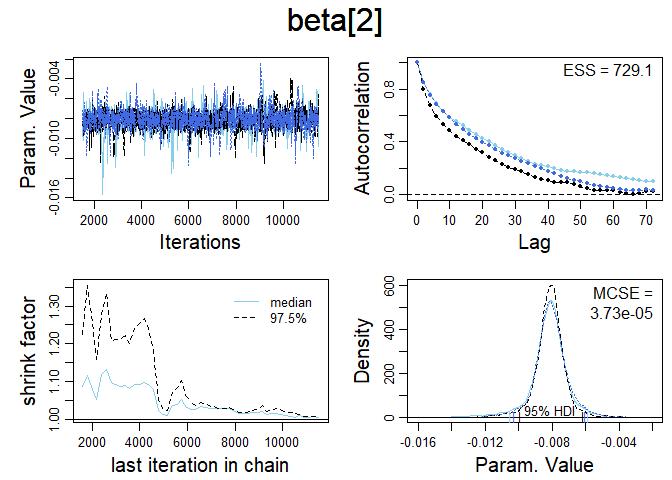 beta[2]
Param. Value
-0.004
-0.010
-0.016
2000 4000 6000 8000 10000
Iterations
Autocorrelation
0.8
0.4
0.0
ESS = 729.1
0 10 20 30 40 50 60 70
Lag
shrink factor
1.30
1.20
1.10
1.00
median
97.5%
2000 4000 6000 8000 10000
last iteration in chain
Density
600
400
200
0
MCSE =
3.73e-05
95% HDI
-0.016 -0.012 -0.008 -0.004
Param. Value